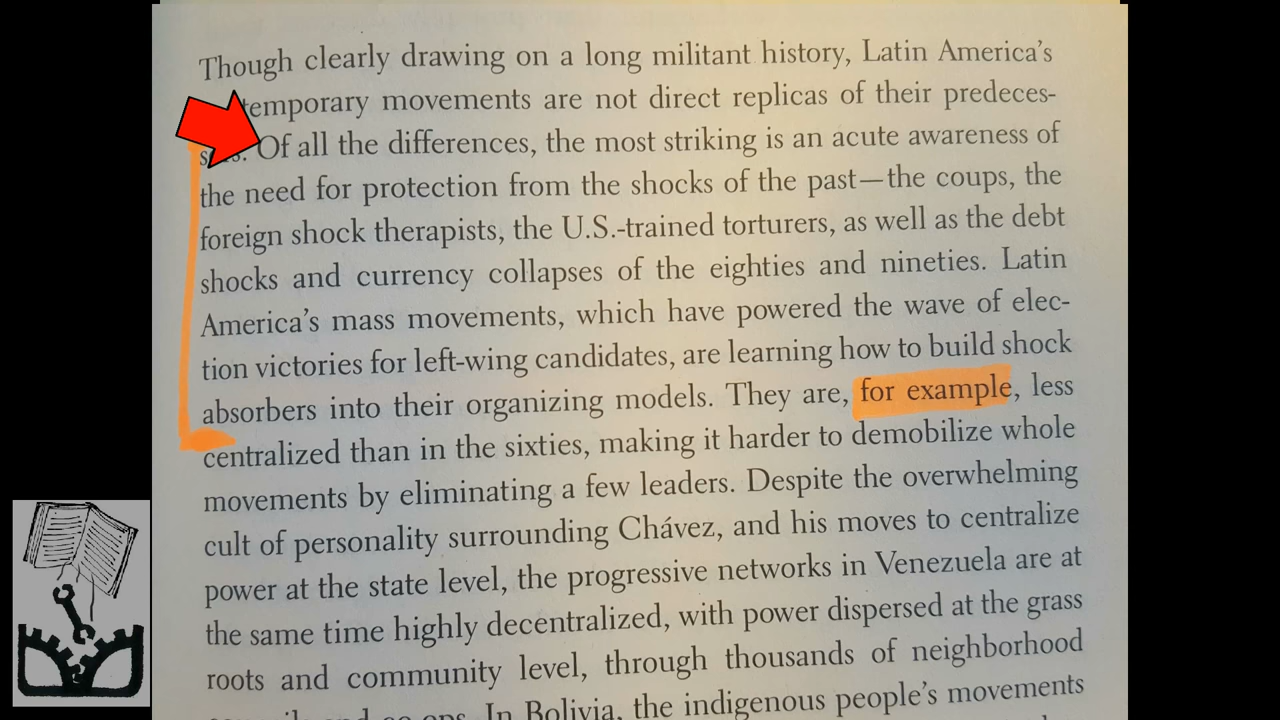 Though clearly drawing on a long militant history, Latin America's
temporary movements are not direct replicas of their predeces-
Of all the differences, the most striking is an acute awareness of
the need for protection from the shocks of the past—the coups, the
foreign shock therapists, the U.S.-trained torturers, as well as the debt
shocks and currency collapses of the eighties and nineties. Latin
America's mass movements, which have powered the wave of elec-
tion victories for left-wing candidates, are learning how to build shock
absorbers into their organizing models. They are, for example, less
centralized than in the sixties, making it harder to demobilize whole
movements by eliminating a few leaders. Despite the overwhelming
cult of personality surrounding Chávez, and his moves to centralize
power at the state level, the progressive networks in Venezuela are at
the same time highly decentralized, with power dispersed at the grass
roots and community level, through thousands of neighborhood
In Bolivia, the indigenous people's movements